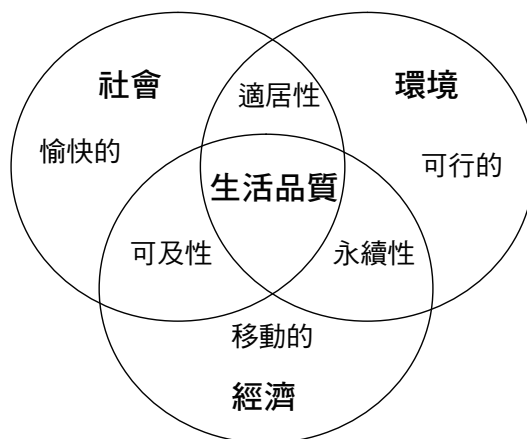 社會
環境
適居性
愉快的
可行的
生活品質
可及性
永續性
移動的
經濟